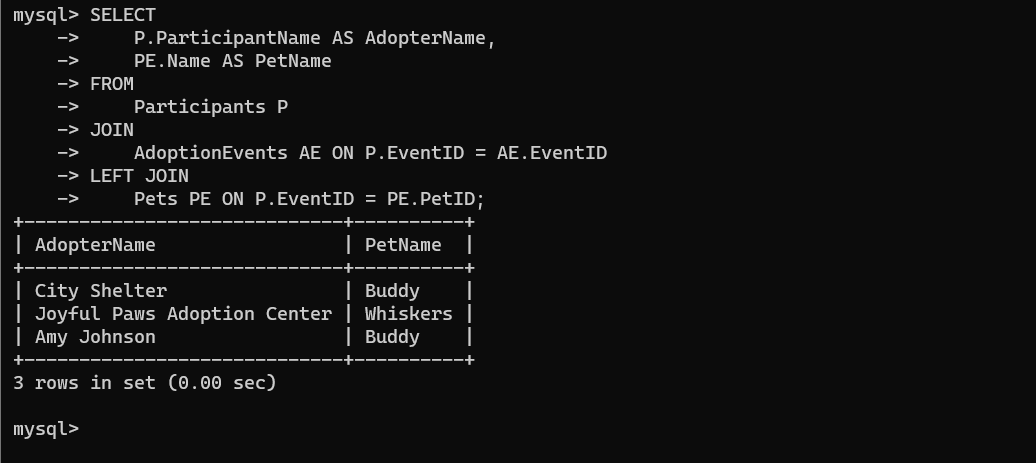 mysql> SELECT
    ->     P.ParticipantName AS AdopterName,
    ->     PE.Name AS PetName
    -> FROM
    ->     Participants P
    -> JOIN
    ->     AdoptionEvents AE ON P.EventID = AE.EventID
    -> LEFT JOIN
    ->     Pets PE ON P.EventID = PE.PetID;
+-----------------------------+----------+
| AdopterName                 | PetName  |
+-----------------------------+----------+
| City Shelter                | Buddy    |
| Joyful Paws Adoption Center | Whiskers |
| Amy Johnson                 | Buddy    |
+-----------------------------+----------+
3 rows in set (0.00 sec)

mysql>